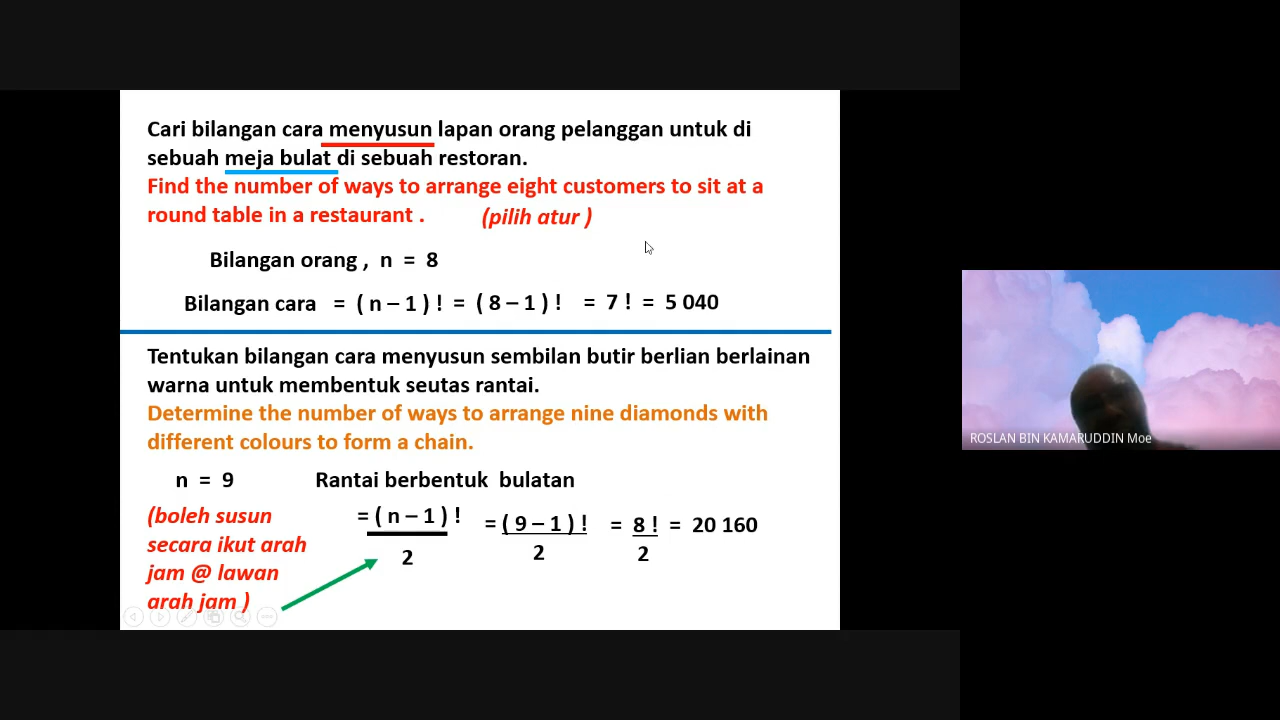 Cari bilangan cara menyusun lapan orang pelanggan untuk di
sebuah meja bulat di sebuah restoran.
Find the number of ways to arrange eight customers to sit at a
round table in a restaurant . (pilih atur )
Bilangan orang , n = 8
Bilangan cara = ( n – 1 ) ! = ( 8 – 1 ) ! = 7 ! = 5 040
Tentukan bilangan cara menyusun sembilan butir berlian berlainan
warna untuk membentuk seutas rantai.
Determine the number of ways to arrange nine diamonds with
different colours to form a chain.
n = 9 Rantai berbentuk bulatan
(boleh susun
secara ikut arah
jam @ lawan
arah jam )
= ( n – 1 ) ! = ( 9 – 1 ) ! = 8 ! = 20 160
2 2 2
ROSLAN BIN KAMARUDDIN Moe